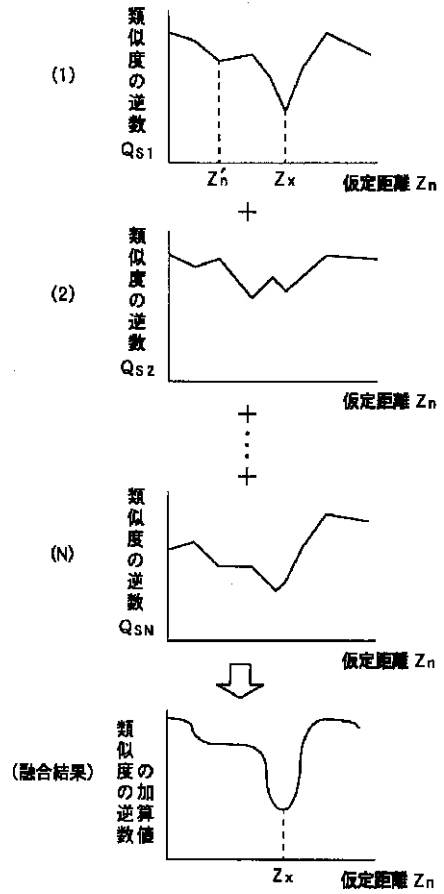 (1)
類似度の逆数
QS1
Zń
Zx
仮定距離 Zn
+
(2)
類似度の逆数
QS2
仮定距離 Zn
+
+
(N)
類似度の逆数
QSN
仮定距離 Zn
(融合結果)
類似度の逆数
の加算値
Zx
仮定距離 Zn